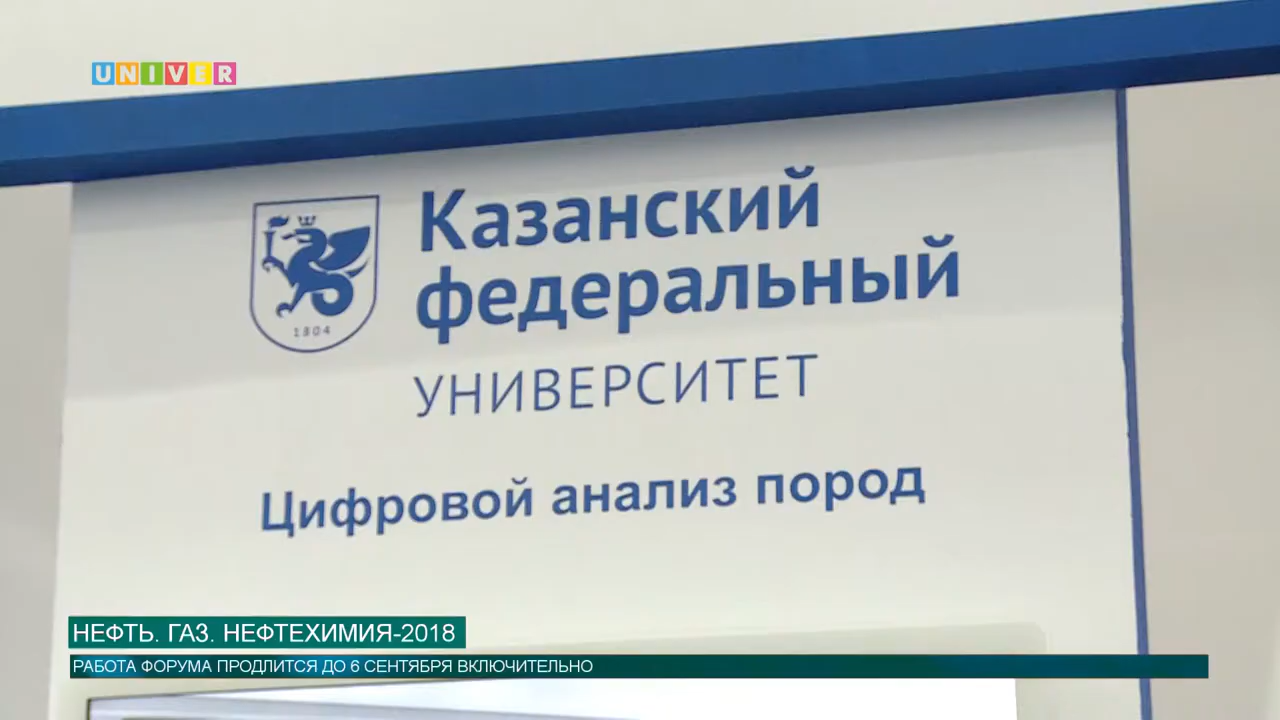 UNIVER
Казанский
федеральный
УНИВЕРСИТЕТ
1804
Цифровой анализ пород
НЕФТЬ. ГАЗ. НЕФТЕХИМИЯ-2018
РАБОТА ФОРУМА ПРОДЛИТСЯ ДО 6 СЕНТЯБРЯ ВКЛЮЧИТЕЛЬНО